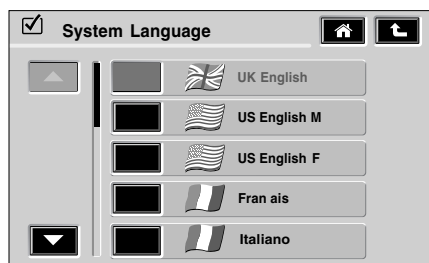 System Language
UK English
US English M
US English F
Fran ais
Italiano